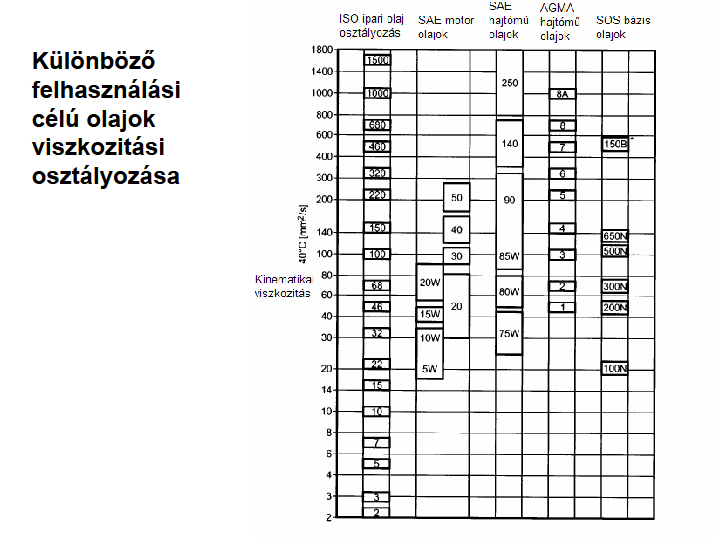 Különböző
felhasználási
célú olajok
viszkozitási
osztályozása
ISO ipari olaj
osztályozás
SAE motor
olajok
SAE
hajtómű
olajok
AGMA
hajtómű
olajok
SOS bázis
olajok
Kinematikai
viszkozitás
40°C [mm²/s]
1800
1400
1000
800
600
400
300
200
140
100
80
60
40
30
20
14
10
8
6
4
3
2
1500
1000
680
460
320
220
150
100
68
46
32
22
15
10
7
5
3
2
20W
15W
10W
5W
50
40
30
20
250
140
90
85W
80W
75W
8A
8
7
6
5
4
3
2
1
150B
650N
500N
300N
200N
100N